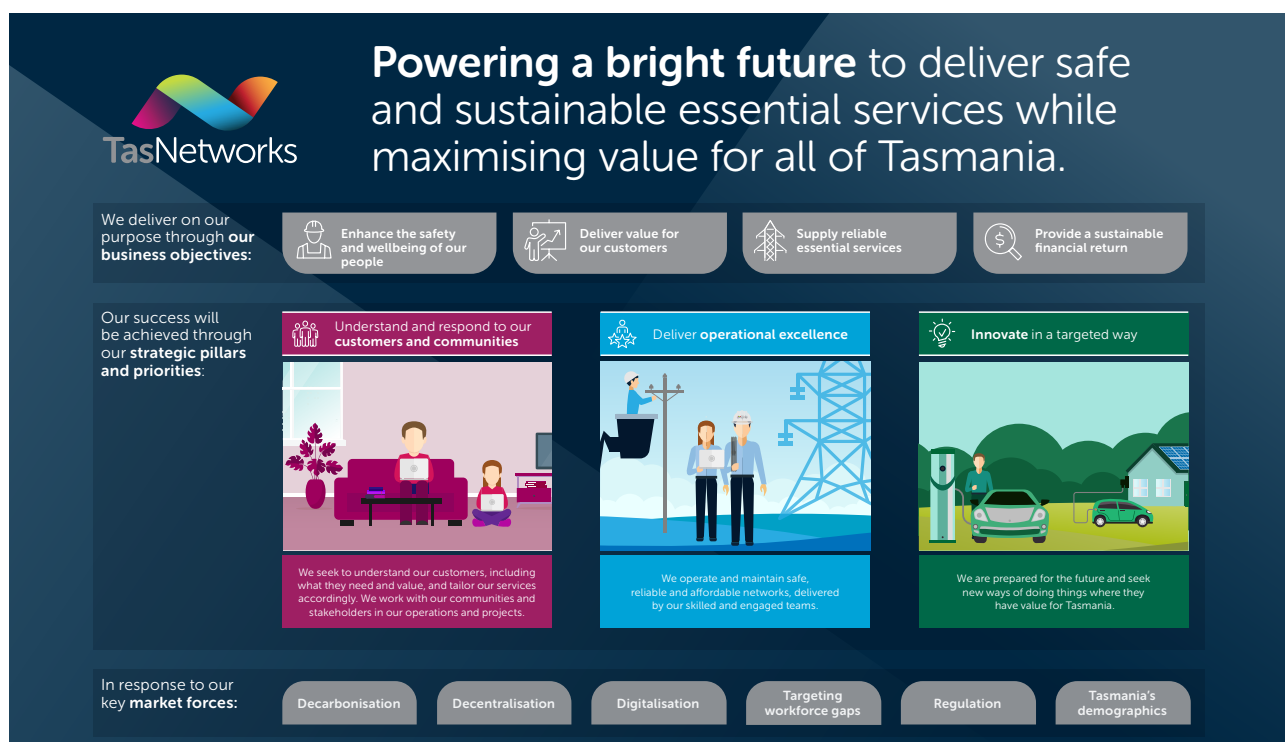 Powering a bright future to deliver safe
and sustainable essential services while
maximising value for all of Tasmania.
TasNetworks
We deliver on our
purpose through our
business objectives:
Enhance the safety
and wellbeing of our
people
Deliver value for
our customers
Supply reliable
essential services
Provide a sustainable
financial return
Our success will
be achieved through
our strategic pillars
and priorities:
Understand and respond to our
customers and communities
We seek to understand our customers, including
what they need and value, and tailor our services
accordingly. We work with our communities and
stakeholders in our operations and projects.
Deliver operational excellence
We operate and maintain safe,
reliable and affordable networks, delivered
by our skilled and engaged teams.
Innovate in a targeted way
We are prepared for the future and seek
new ways of doing things where they
have value for Tasmania.
In response to our
key market forces:
Decarbonisation
Decentralisation
Digitalisation
Targeting
workforce gaps
Regulation
Tasmania's
demographics